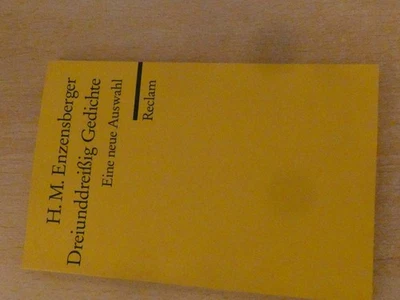 H. M. Enzensberger
Dreiunddreißig Gedichte
Eine neue Auswahl
Reclam